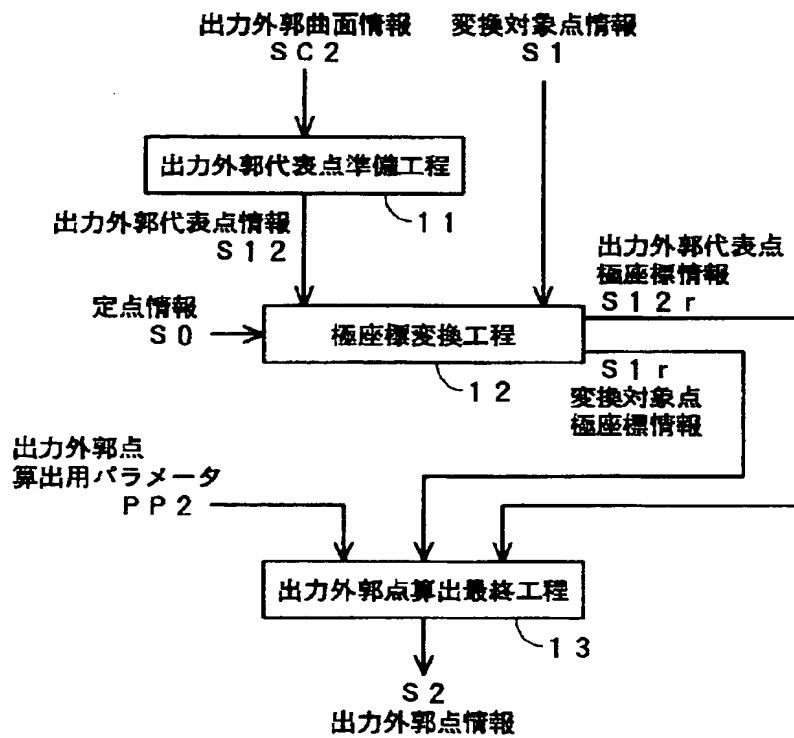 出力外郭曲面情報
SC2
変換対象点情報
S1
出力外郭代表点準備工程
11
出力外郭代表点情報
S12
出力外郭代表点
極座標情報
S12r
定点情報
S0
極座標変換工程
12
S1r
変換対象点
極座標情報
出力外郭点
算出用パラメータ
PP2
出力外郭点算出最終工程
13
S2
出力外郭点情報